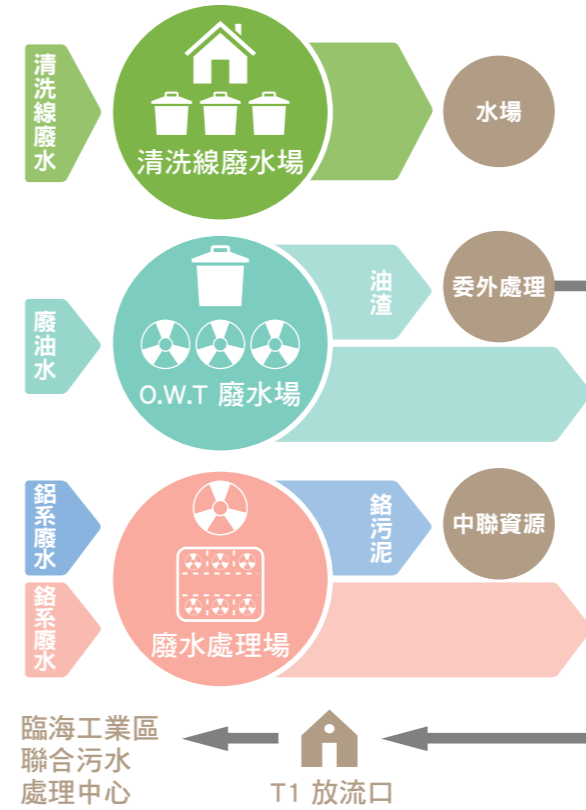 清洗線廢水
清洗線廢水場
水場
廢油水
O.W.T 廢水場
油渣
委外處理
鋁系廢水
鉻系廢水
廢水處理場
鉻污泥
中聯資源
臨海工業區
聯合污水
處理中心
T1 放流口